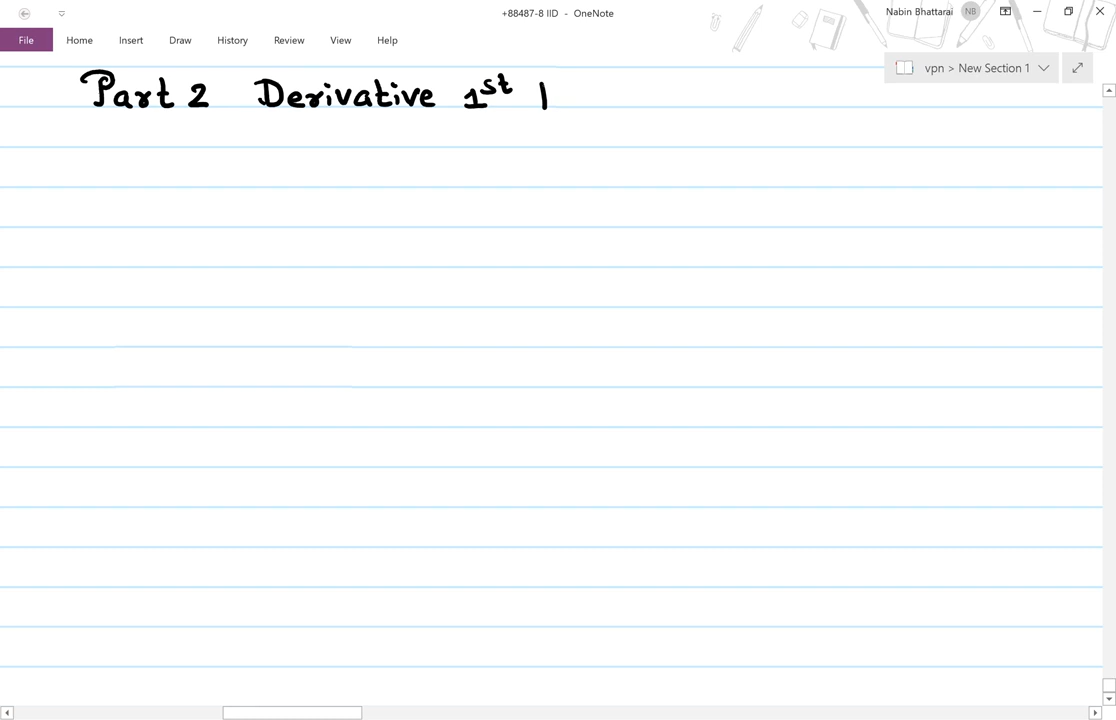 +88487-8 IID - OneNote
Nabin Bhattarai NB
File Home Insert Draw History Review View Help
vpn > New Section 1
Part 2 Derivative 1st